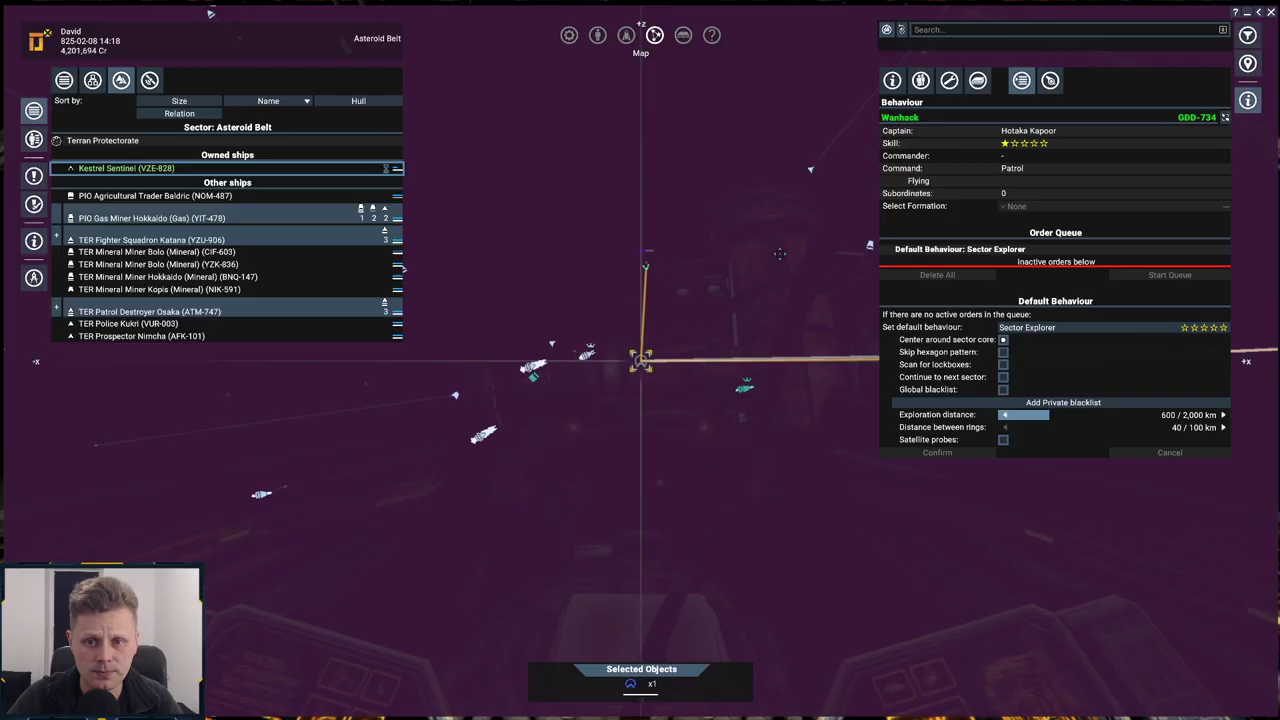 David
825-02-08 14:18
4,201,694 Cr
Asteroid Belt
Sort by:
Size
Name
Hull
Relation
Sector: Asteroid Belt
Terran Protectorate
Owned ships
Kestrel Sentinel (VZE-828)
Other ships
PIO Agricultural Trader Baldric (NOM-487)
PIO Gas Miner Hokkaido (Gas) (YIT-478)
1 2 2
TER Fighter Squadron Katana (YZU-906)
3
TER Mineral Miner Bolo (Mineral) (CIF-603)
TER Mineral Miner Bolo (Mineral) (YZK-836)
TER Mineral Miner Hokkaido (Mineral) (BNQ-147)
TER Mineral Miner Kopis (Mineral) (NIK-591)
TER Patrol Destroyer Osaka (ATM-747)
3
TER Police Kukri (VUR-003)
TER Prospector Nimcha (AFK-101)
+z
Map
-x
+x
Selected Objects
x1
Search...
Behaviour
Wanhack GDD-734
Captain: Hotaka Kapoor
Skill: ★☆☆☆☆
Commander: -
Command: Patrol
Flying
Subordinates: 0
Select Formation: None
Order Queue
Default Behaviour: Sector Explorer
Inactive orders below
Delete All
Start Queue
Default Behaviour
If there are no active orders in the queue:
Set default behaviour: Sector Explorer ☆☆☆☆☆
Center around sector core:
Skip hexagon pattern:
Scan for lockboxes:
Continue to next sector:
Global blacklist:
Add Private blacklist
Exploration distance: 600 / 2,000 km
Distance between rings: 40 / 100 km
Satellite probes:
Confirm
Cancel